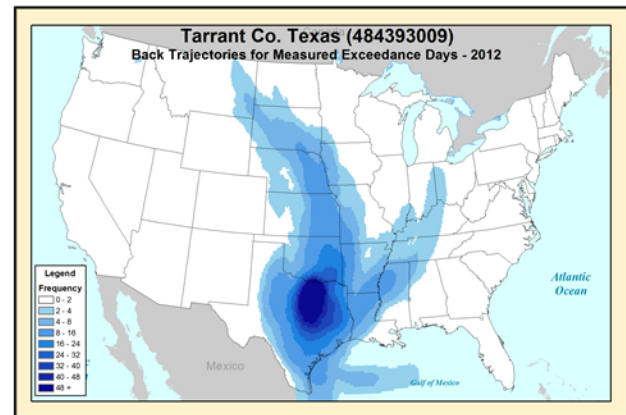 Tarrant Co. Texas (484393009)
Back Trajectories for Measured Exceedance Days - 2012
Atlantic
Ocean
Legend
Frequency
0 - 2
2 - 4
4 - 8
8 - 16
16 - 24
24 - 32
32 - 40
40 - 48
48 +
Mexico
Gulf of Mexico